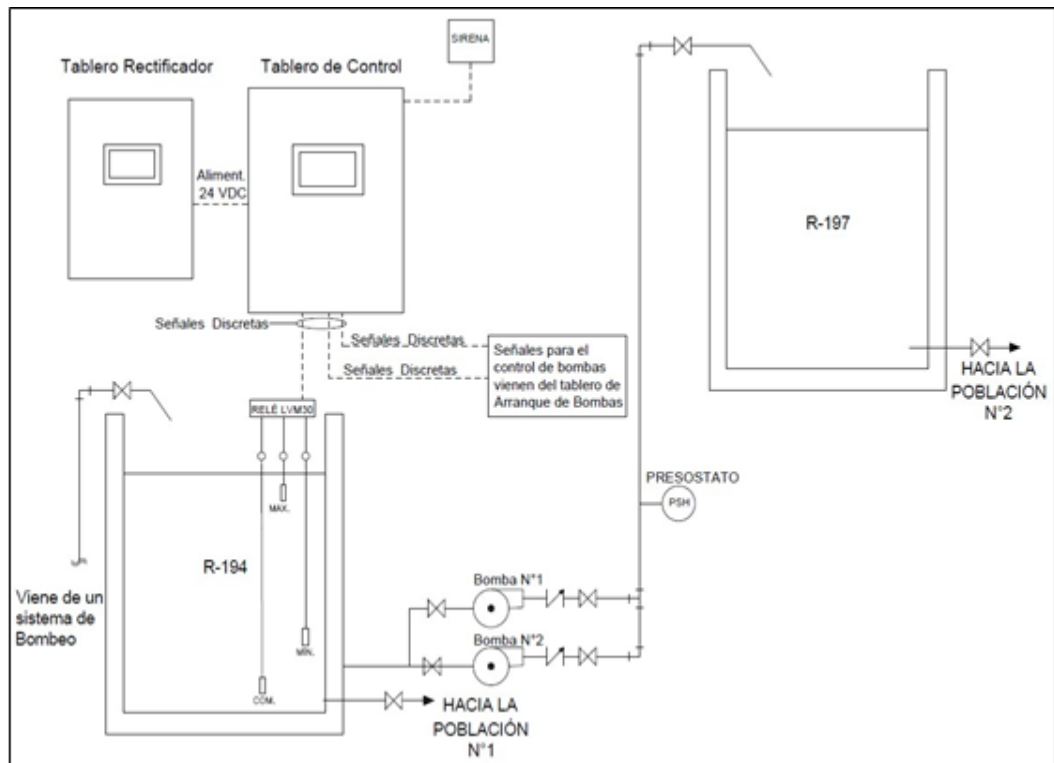 SIRENA
Tablero Rectificador
Tablero de Control
Aliment.
24 VDC
R-197
Señales Discretas
Señales Discretas
Señales Discretas
Señales para el
control de bombas
vienen del tablero de
Arranque de Bombas
HACIA LA
POBLACIÓN
N°2
RELÉ LVM30
PRESOSTATO
PSH
MAX.
R-194
Viene de un
sistema de
Bombeo
Bomba N°1
Bomba N°2
MÍN.
COM.
HACIA LA
POBLACIÓN
N°1